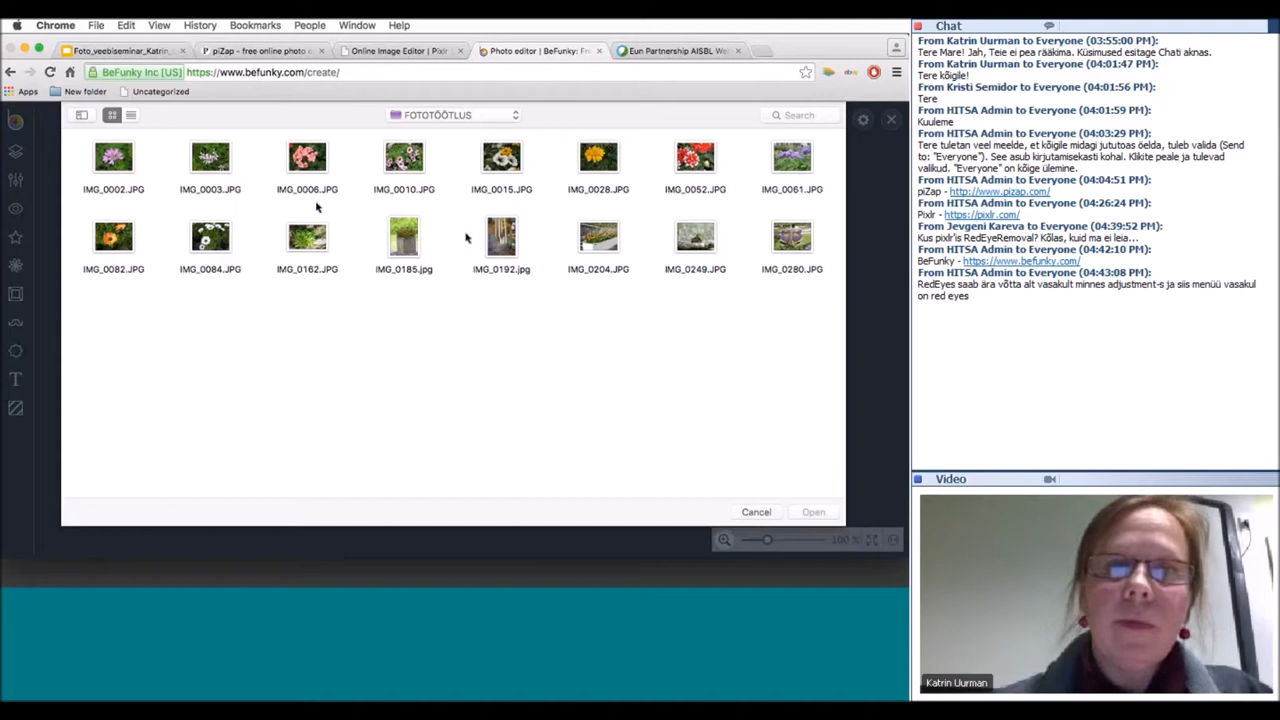 Chrome File Edit View History Bookmarks People Window Help
Foto_veebiseminar_Katrin_
piZap - free online photo e
Online Image Editor | Pixlr
Photo editor | BeFunky: Fr
Eun Partnership AISBL Web
BeFunky Inc [US] https://www.befunky.com/create/
Apps New folder Uncategorized
FOTOTÖÖTLUS
Search
IMG_0002.JPG IMG_0003.JPG IMG_0006.JPG IMG_0010.JPG IMG_0015.JPG IMG_0028.JPG IMG_0052.JPG IMG_0061.JPG
IMG_0082.JPG IMG_0084.JPG IMG_0162.JPG IMG_0185.jpg IMG_0192.jpg IMG_0204.JPG IMG_0249.JPG IMG_0280.JPG
Cancel Open
100 %
Chat
From Katrin Uurman to Everyone (03:55:00 PM):
Tere Mare! Jah, Teie ei pea rääkima. Küsimused esitage Chati aknas.
From Katrin Uurman to Everyone (04:01:47 PM):
Tere kõigile!
From Kristi Semidor to Everyone (04:01:56 PM):
Tere
From HITSA Admin to Everyone (04:01:59 PM):
Kuuleme
From HITSA Admin to Everyone (04:03:29 PM):
Tere tuletan veel meelde, et kõigile midagi jututoas öelda, tuleb valida (Send
to: "Everyone"). See asub kirjutamisekasti kohal. Klikite peale ja tulevad
valikud. "Everyone" on kõige ülemine.
From HITSA Admin to Everyone (04:04:51 PM):
piZap - http://www.pizap.com/
From HITSA Admin to Everyone (04:26:24 PM):
Pixlr - https://pixlr.com/
From Jevgeni Kareva to Everyone (04:39:52 PM):
Kus pixlr'is RedEyeRemoval? Kõlas, kuid ma ei leia...
From HITSA Admin to Everyone (04:42:10 PM):
BeFunky - https://www.befunky.com/
From HITSA Admin to Everyone (04:43:08 PM):
RedEyes saab ära võtta alt vasakult minnes adjustment-s ja siis menüü vasakul
on red eyes
Video
Katrin Uurman